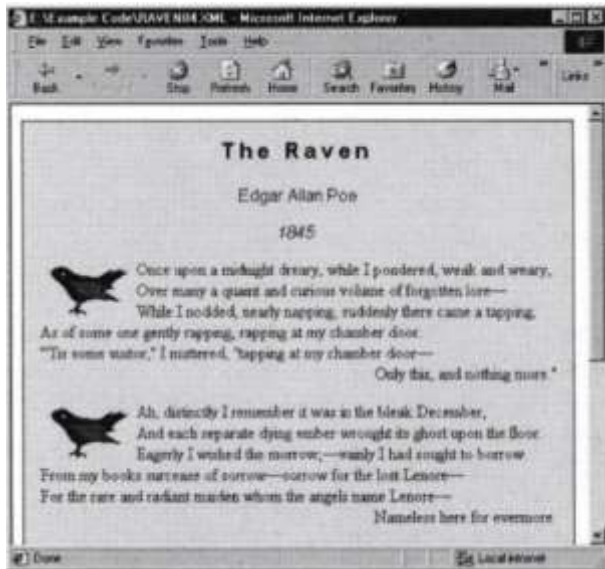 E:\Example Code\RAVEN04.XML - Microsoft Internet Explorer
File Edit View Favorites Tools Help
Back Stop Refresh Home Search Favorites History Mail Links
The Raven
Edgar Allan Poe
1845
Once upon a midnight dreary, while I pondered, weak and weary,
Over many a quaint and curious volume of forgotten lore—
While I nodded, nearly napping, suddenly there came a tapping,
As of some one gently rapping, rapping at my chamber door.
"'Tis some visitor," I muttered, "tapping at my chamber door—
Only this, and nothing more."
Ah, distinctly I remember it was in the bleak December,
And each separate dying ember wrought its ghost upon the floor.
Eagerly I wished the morrow;—vainly I had sought to borrow
From my books surcease of sorrow—sorrow for the lost Lenore—
For the rare and radiant maiden whom the angels name Lenore—
Nameless here for evermore
Done Local intranet